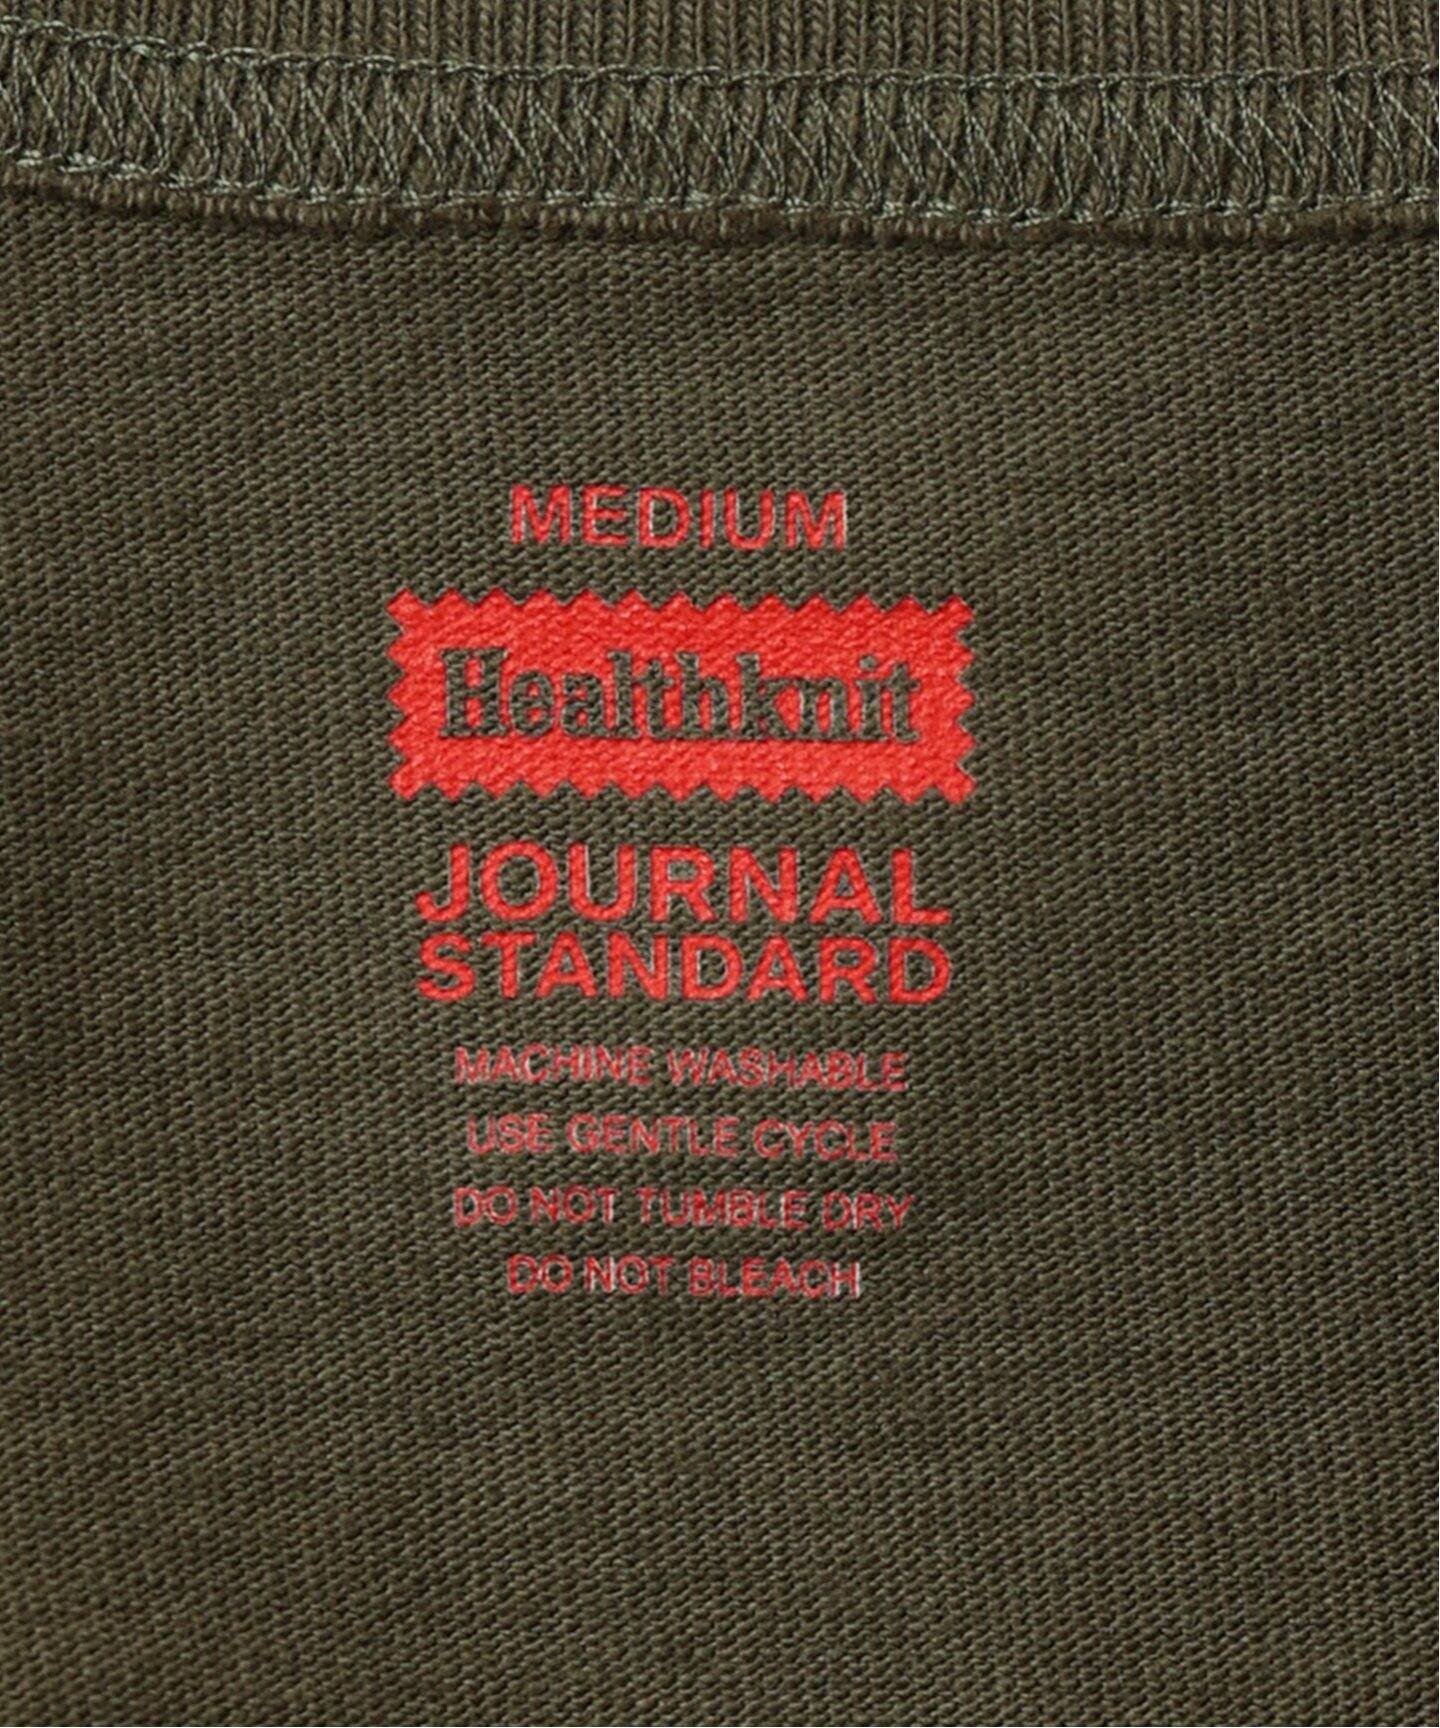 MEDIUM
Healthknit
JOURNAL
STANDARD
MACHINE WASHABLE
USE GENTLE CYCLE
DO NOT TUMBLE DRY
DO NOT BLEACH